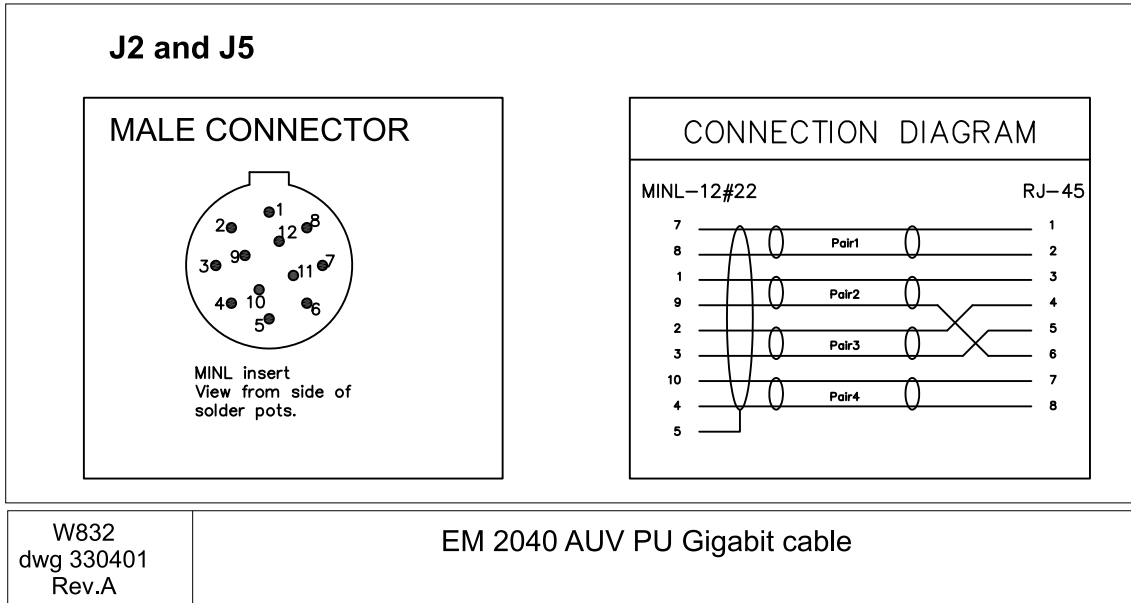 J2 and J5
MALE CONNECTOR
1
2
8
12
9
3
7
11
10
4
6
5
MINL insert
View from side of
solder pots.
CONNECTION DIAGRAM
MINL-12#22 RJ-45
7 Pair1 1
8 2
1 3
9 Pair2 4
2 5
3 Pair3 6
10 7
4 Pair4 8
5
W832
dwg 330401
Rev.A
EM 2040 AUV PU Gigabit cable